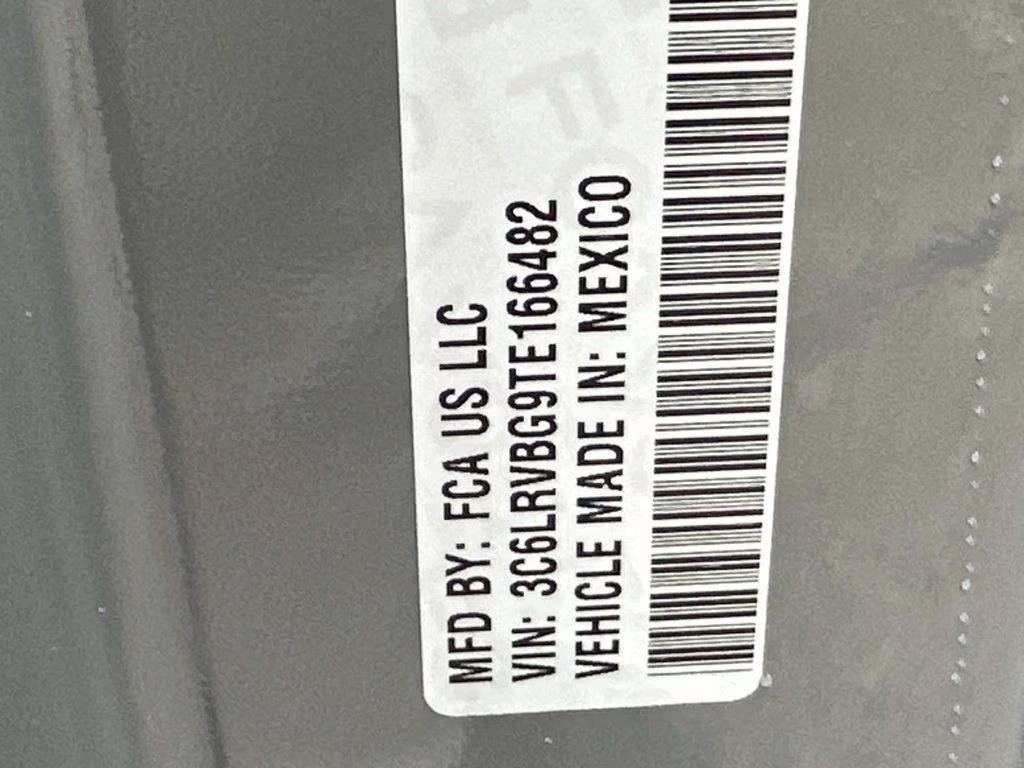 MFD BY: FCA US LLC
VIN: 3C6LRVBG9TE166482
VEHICLE MADE IN: MEXICO